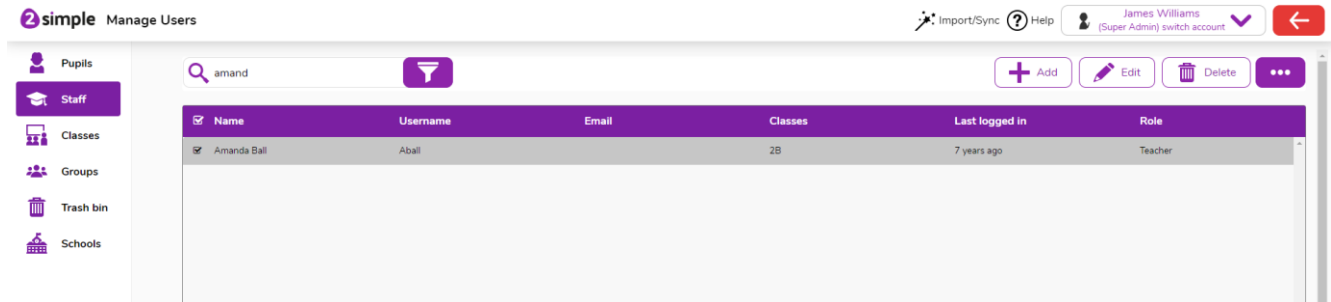 2simple Manage Users
Import/Sync ? Help James Williams
(Super Admin) switch account
Pupils
Staff
Classes
Groups
Trash bin
Schools
amand
Add Edit Delete
Name Username Email Classes Last logged in Role
Amanda Ball Aball 2B 7 years ago Teacher